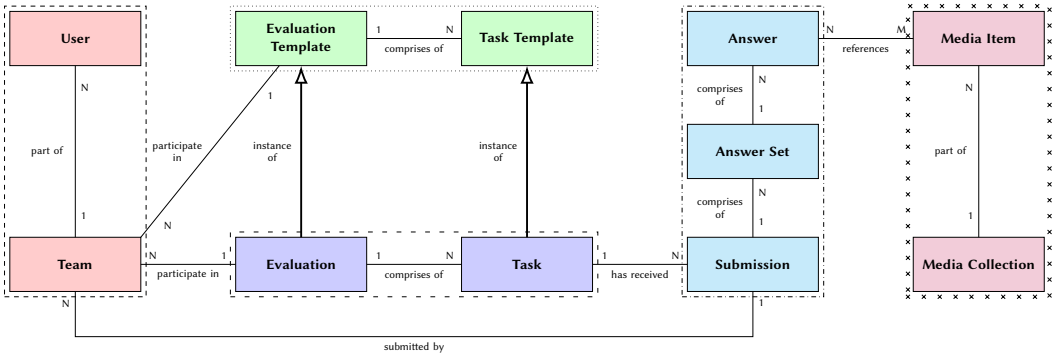 User
Evaluation
Template
1
N
comprises of
Task Template
Answer
N
M
references
Media Item
N
1
N
N
comprises
of
1
part of
participate
in
instance
of
instance
of
Answer Set
part of
N
comprises
of
1
1
N
1
Team
N
1
participate in
Evaluation
1
N
comprises of
Task
1
N
has received
Submission
Media Collection
N
1
submitted by